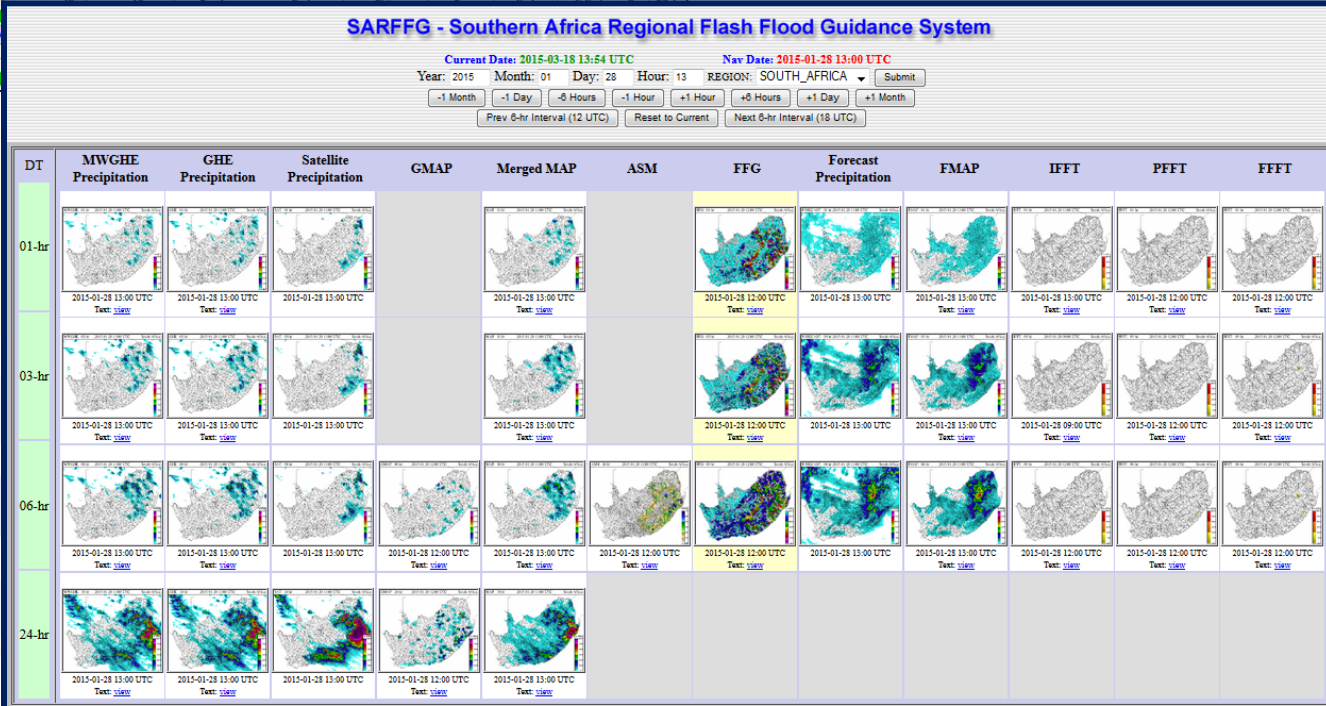 SARFFG - Southern Africa Regional Flash Flood Guidance System
Current Date: 2015-03-18 13:54 UTC Nav Date: 2015-01-28 13:00 UTC
Year: 2015 Month: 01 Day: 28 Hour: 13 REGION: SOUTH_AFRICA Submit
-1 Month -1 Day -6 Hours -1 Hour +1 Hour +6 Hours +1 Day +1 Month
Prev 6-hr Interval (12 UTC) Reset to Current Next 6-hr Interval (18 UTC)
DT MWGHE Precipitation GHE Precipitation Satellite Precipitation GMAP Merged MAP ASM FFG Forecast Precipitation FMAP IFFT PFFT FFFT
01-hr
2015-01-28 13:00 UTC 2015-01-28 13:00 UTC 2015-01-28 13:00 UTC 2015-01-28 13:00 UTC 2015-01-28 12:00 UTC 2015-01-28 13:00 UTC 2015-01-28 13:00 UTC 2015-01-28 13:00 UTC 2015-01-28 12:00 UTC 2015-01-28 12:00 UTC
Text: view Text: view Text: view Text: view Text: view Text: view Text: view Text: view
03-hr
2015-01-28 13:00 UTC 2015-01-28 13:00 UTC 2015-01-28 13:00 UTC 2015-01-28 13:00 UTC 2015-01-28 12:00 UTC 2015-01-28 13:00 UTC 2015-01-28 13:00 UTC 2015-01-28 09:00 UTC 2015-01-28 12:00 UTC 2015-01-28 12:00 UTC
Text: view Text: view Text: view Text: view Text: view Text: view Text: view Text: view
06-hr
2015-01-28 13:00 UTC 2015-01-28 13:00 UTC 2015-01-28 13:00 UTC 2015-01-28 12:00 UTC 2015-01-28 13:00 UTC 2015-01-28 12:00 UTC 2015-01-28 12:00 UTC 2015-01-28 13:00 UTC 2015-01-28 13:00 UTC 2015-01-28 12:00 UTC 2015-01-28 12:00 UTC 2015-01-28 12:00 UTC
Text: view Text: view Text: view Text: view Text: view Text: view Text: view Text: view Text: view Text: view
24-hr
2015-01-28 13:00 UTC 2015-01-28 13:00 UTC 2015-01-28 13:00 UTC 2015-01-28 12:00 UTC 2015-01-28 13:00 UTC
Text: view Text: view Text: view Text: view